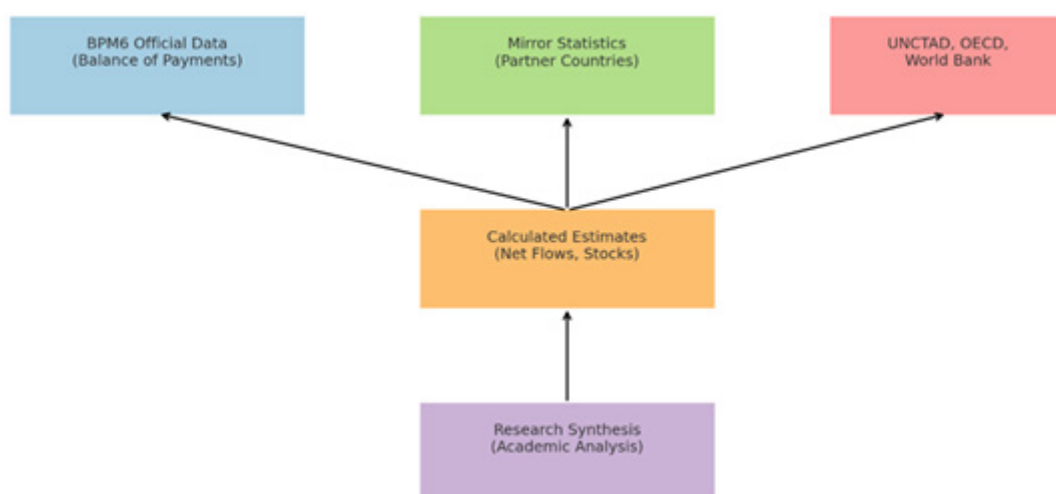 BPM6 Official Data
(Balance of Payments)
Mirror Statistics
(Partner Countries)
UNCTAD, OECD,
World Bank
Calculated Estimates
(Net Flows, Stocks)
Research Synthesis
(Academic Analysis)